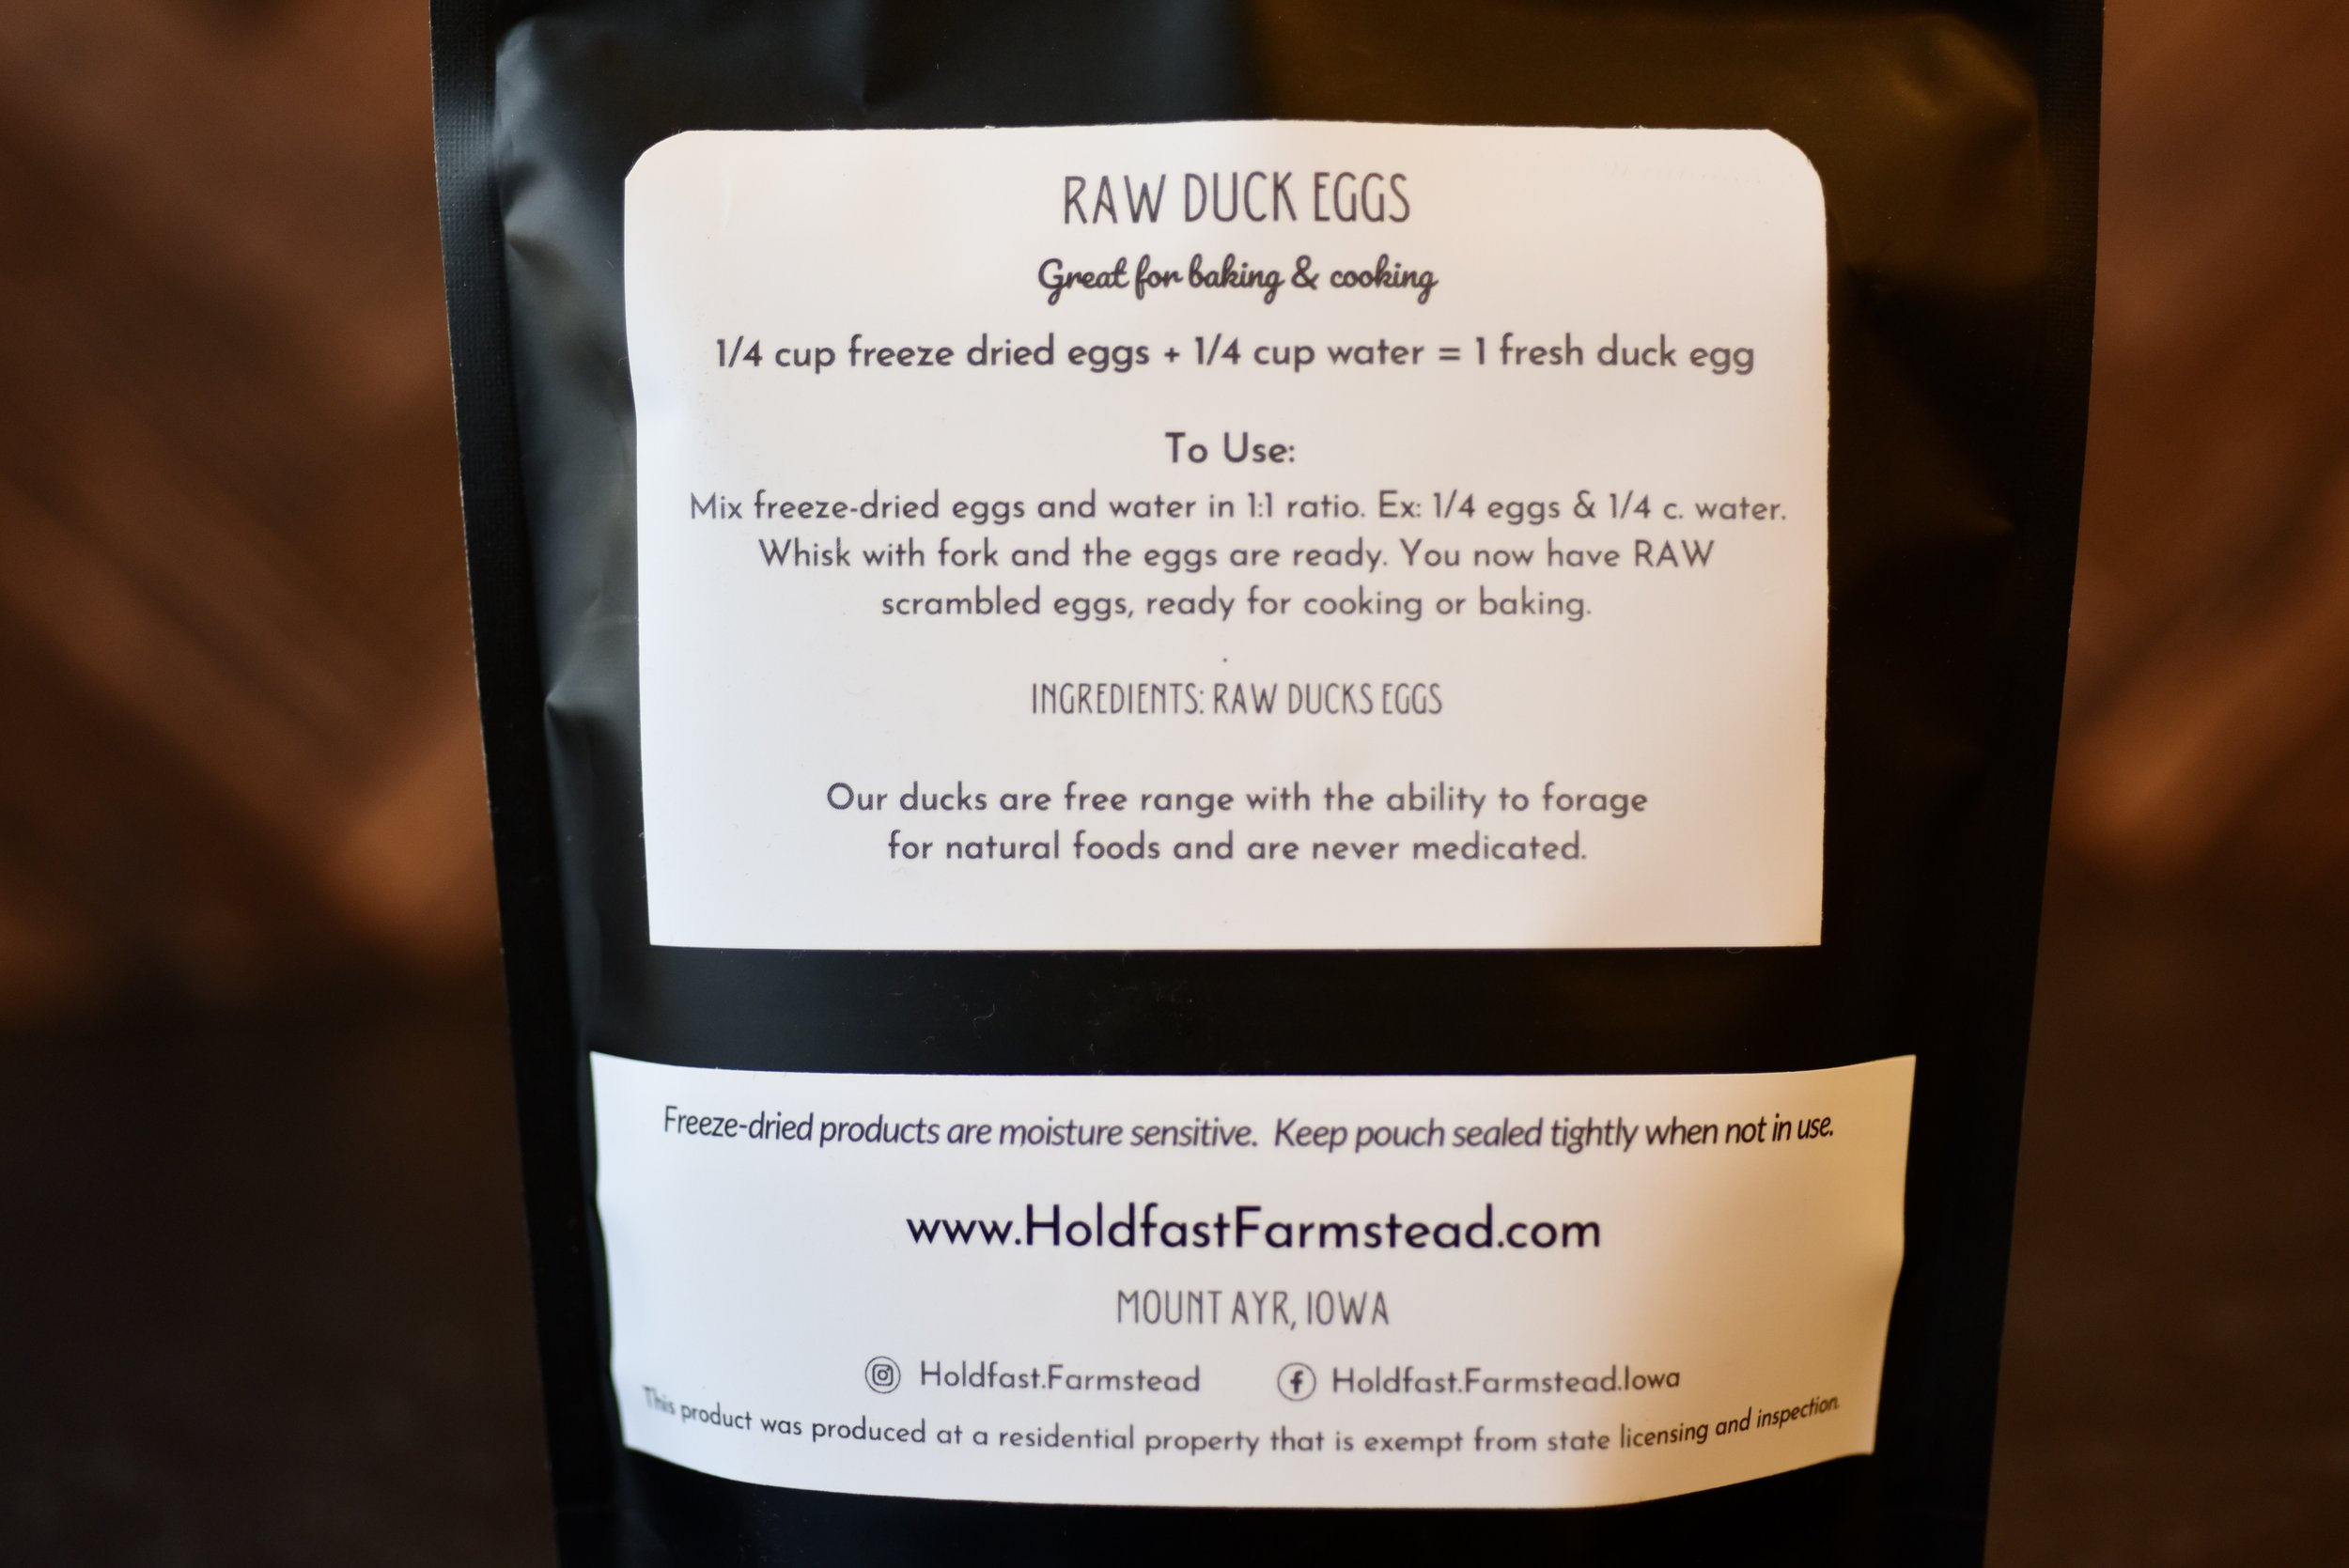 RAW DUCK EGGS
Great for baking & cooking
1/4 cup freeze dried eggs + 1/4 cup water = 1 fresh duck egg
To Use:
Mix freeze-dried eggs and water in 1:1 ratio. Ex: 1/4 eggs & 1/4 c. water.
Whisk with fork and the eggs are ready. You now have RAW
scrambled eggs, ready for cooking or baking.
INGREDIENTS: RAW DUCKS EGGS
Our ducks are free range with the ability to forage
for natural foods and are never medicated.
Freeze-dried products are moisture sensitive. Keep pouch sealed tightly when not in use.
www.HoldfastFarmstead.com
MOUNT AYR, IOWA
Holdfast.Farmstead Holdfast.Farmstead.Iowa
This product was produced at a residential property that is exempt from state licensing and inspection